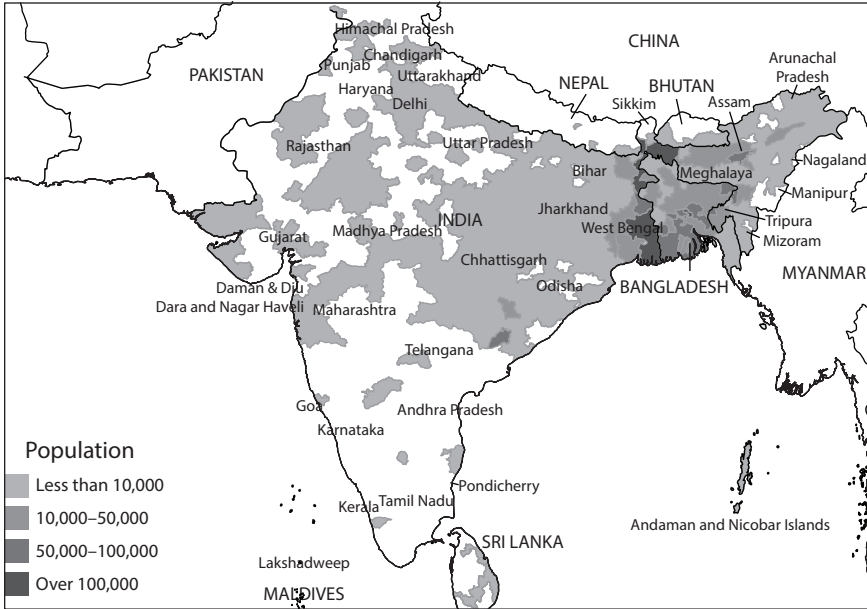 CHINA
PAKISTAN
NEPAL
BHUTAN
Arunachal
Pradesh
Himachal Pradesh
Chandigarh
Punjab
Uttarakhand
Haryana
Delhi
Sikkim
Assam
Rajasthan
Uttar Pradesh
Bihar
Meghalaya
Nagaland
Manipur
Jharkhand
INDIA
Gujarat
Madhya Pradesh
West Bengal
Tripura
Mizoram
Chhattisgarh
MYANMAR
Daman & Diu
Dara and Nagar Haveli
Odisha
BANGLADESH
Maharashtra
Telangana
Goa
Andhra Pradesh
Karnataka
Population
Less than 10,000
10,000–50,000
50,000–100,000
Over 100,000
Pondicherry
Kerala
Tamil Nadu
Andaman and Nicobar Islands
SRI LANKA
Lakshadweep
MALDIVES